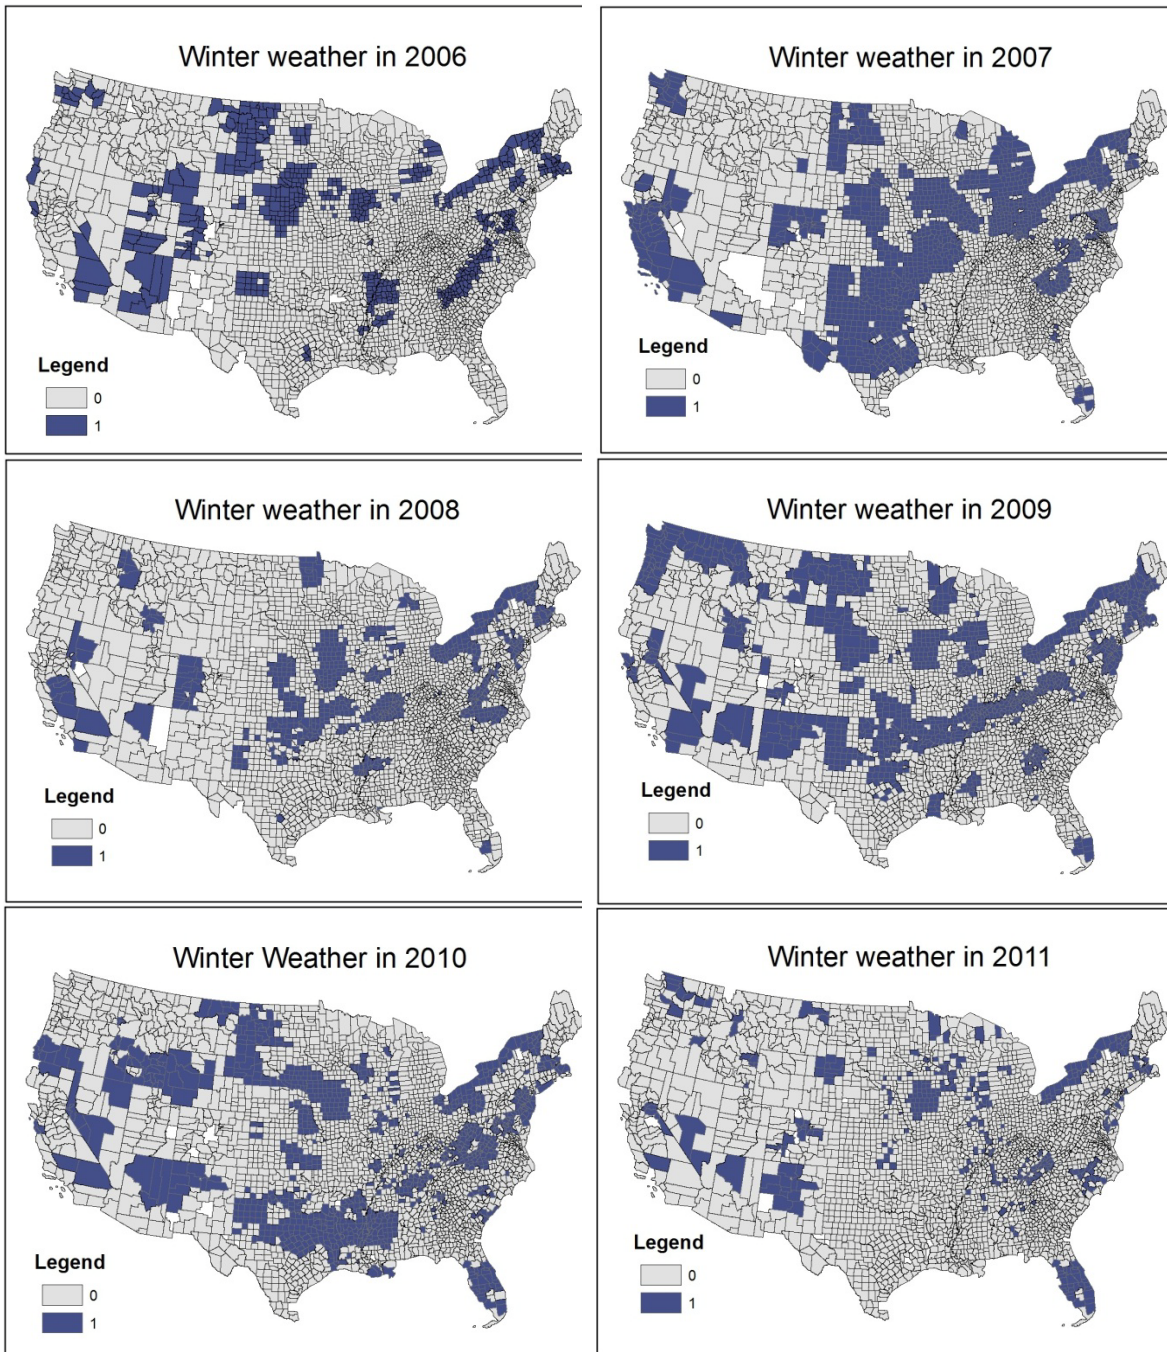 Winter weather in 2006
Legend
0
1
Winter weather in 2007
Legend
0
1
Winter weather in 2008
Legend
0
1
Winter weather in 2009
Legend
0
1
Winter Weather in 2010
Legend
0
1
Winter weather in 2011
Legend
0
1